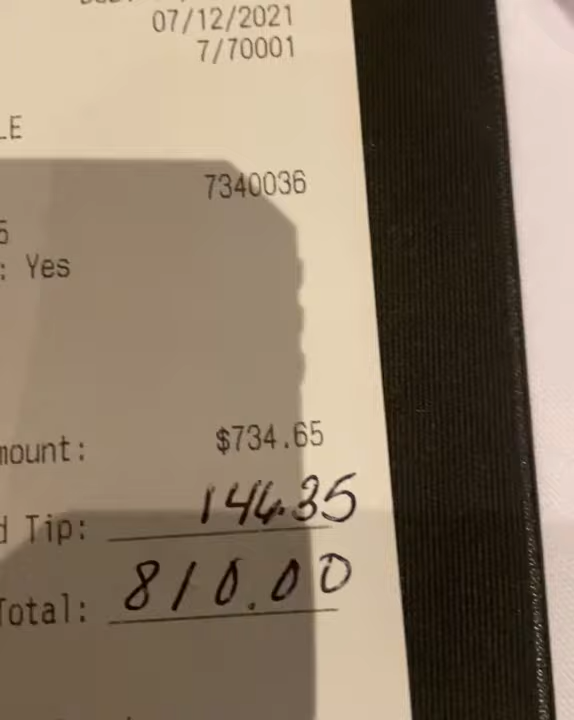 07/12/2021
7/70001
LE
7340036
5
: Yes
mount: $734.65
d Tip: 144.35
Total: 810.00